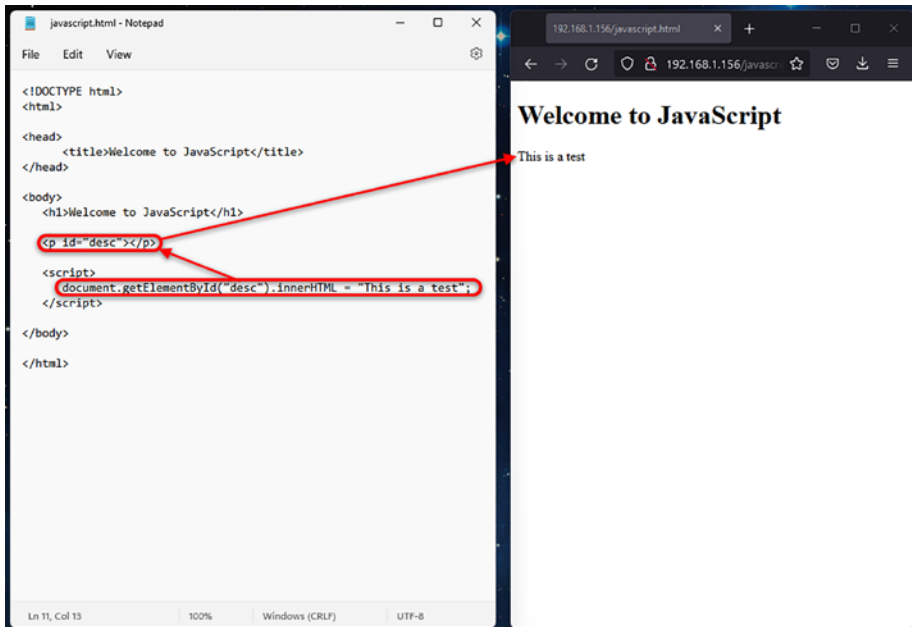 javascript.html - Notepad
File Edit View
<!DOCTYPE html>
<html>
<head>
<title>Welcome to JavaScript</title>
</head>
<body>
<h1>Welcome to JavaScript</h1>
<p id="desc"></p>
<script>
document.getElementById("desc").innerHTML = "This is a test";
</script>
</body>
</html>
Ln 11, Col 13 100% Windows (CRLF) UTF-8
192.168.1.156/javascript.html
192.168.1.156/javascri
Welcome to JavaScript
This is a test